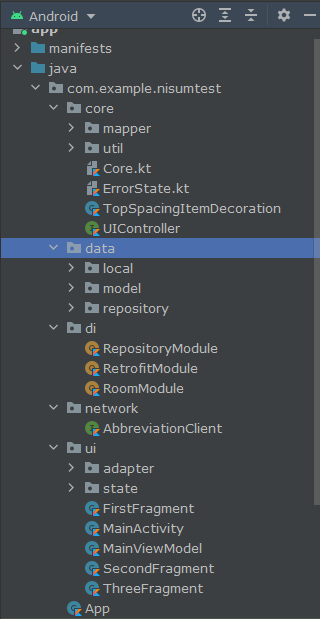 Android
app
manifests
java
com.example.nisumtest
core
mapper
util
Core.kt
ErrorState.kt
TopSpacingItemDecoration
UIController
data
local
model
repository
di
RepositoryModule
RetrofitModule
RoomModule
network
AbbreviationClient
ui
adapter
state
FirstFragment
MainActivity
MainViewModel
SecondFragment
ThreeFragment
App